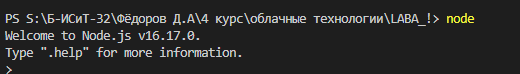 PS S:\Б-ИСиТ-32\Фёдоров Д.А\4 курс\облачные технологии\LABA_!> node
Welcome to Node.js v16.17.0.
Type ".help" for more information.
>